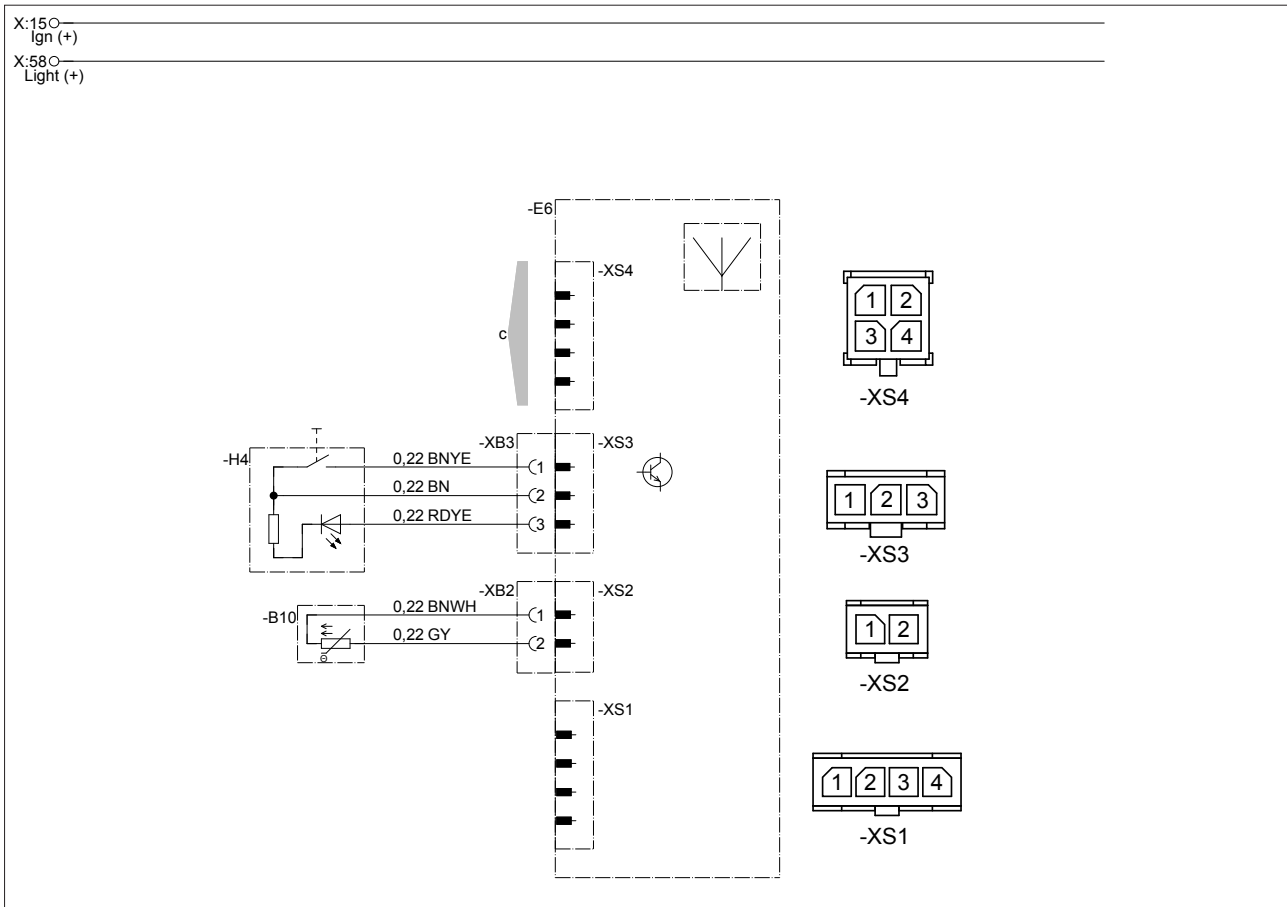 X:15
Ign (+)
X:58
Light (+)
-E6
-XS4
c
1 2
3 4
-XS4
-XB3 -XS3
-H4
0,22 BNYE 1
0,22 BN 2
0,22 RDYE 3
1 2 3
-XS3
-XB2 -XS2
-B10
0,22 BNWH 1
0,22 GY 2
Θ
1 2
-XS2
-XS1
1 2 3 4
-XS1